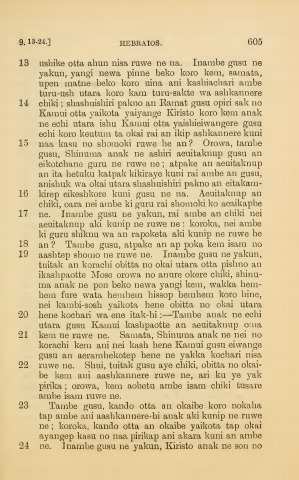 9, 13-24.] HEBRAIOS. 605
13 ushike otta ahun nisa ruwe ne na. Inambe gusu ne
yakun, yangi newa pinne beko koro kem, samata,
upen matne beko koro uina ani kashiachari ambe
turu-ush utara koro kam turu-sakte wa ashkannere
14 chiki; shashuishiri pakno an Ramat gusu opiri sak no
Kamui otta yaikota yaiyange Kiristo koro kem anak
ne echi utara ishu Kamui otta yaishieiwangere gusu
echi koro keutum ta okai rai an ikip ashkannere kuni
15 naa kasu no shomoki ruwe he an? Orowa, tambe
gusu, Shinuma anak ne ashiri aeuitaknup gusu an
eikotchane guru ne ruwe ne; atpake an aeuitaknup
an ita hetuku katpak kikiraye kuni rai ambe an gusu,
anishuk wa okai utara shashuishiri pakno an eitakam-
16 kirep eikeshkoro kuni gusu ne na. Aeuitaknup an
chiki, oara nei ambe ki guru rai shomoki ko aeaikapbe
17 ne. Inambe gusu ne yakun, rai ambe an chiki nei
aeuitaknup aki kunip ne ruwe ne: koroka, nei ambe
ki guru shiknu wa an rapoketa aki kunip ne ruwe he
18 an? Tambe gusu, atpake an ap poka kem isam no
19 aashtep shomo ne ruwe ne. Inambe gusu ne yakun,
tuitak an korachi obitta no okai utara otta pishno an
ikashpaotte Mose orowa no anure okere chiki, shinu-
ma anak ne pon beko newa yangi kem, wakka hem-
hem fure wata hemhem hissop hembem koro hine,
nei kambi-sosh yaikota hene obitta no okai utara
20 hene kochari wa ene itak-hi:—Tambe anak ne echi
utara gusu Kamui kashpaotte an aeuitaknup oma
21 kem ne ruwe ne. Samata, Shinuma anak ne nei no
korachi kem ani nei kash hene Kamui gusu eiwange
gusu an aerambekotep hene ne yakka kochari nisa
22 ruwe ne. Shui, tuitak gusu aye chiki, obitta no okai-
be kem ani aashkannere ruwe ne, ari ku ye yak
pirika; orowa, kem aohetu ambe isam chiki tusare
ambe isam ruwe ne.
23 Tambe gusu, kando otta an okaibe koro nokaha
tap ambe ani aashkannere-hi anak aki kunip ne ruwe
ne; koroka, kando otta an okaibe yaikota tap okai
ayangep kasu no naa pirikap ani akara kuni an ambe
24 ne. Inambe gusu ne yakun, Kiristo anak ne son no